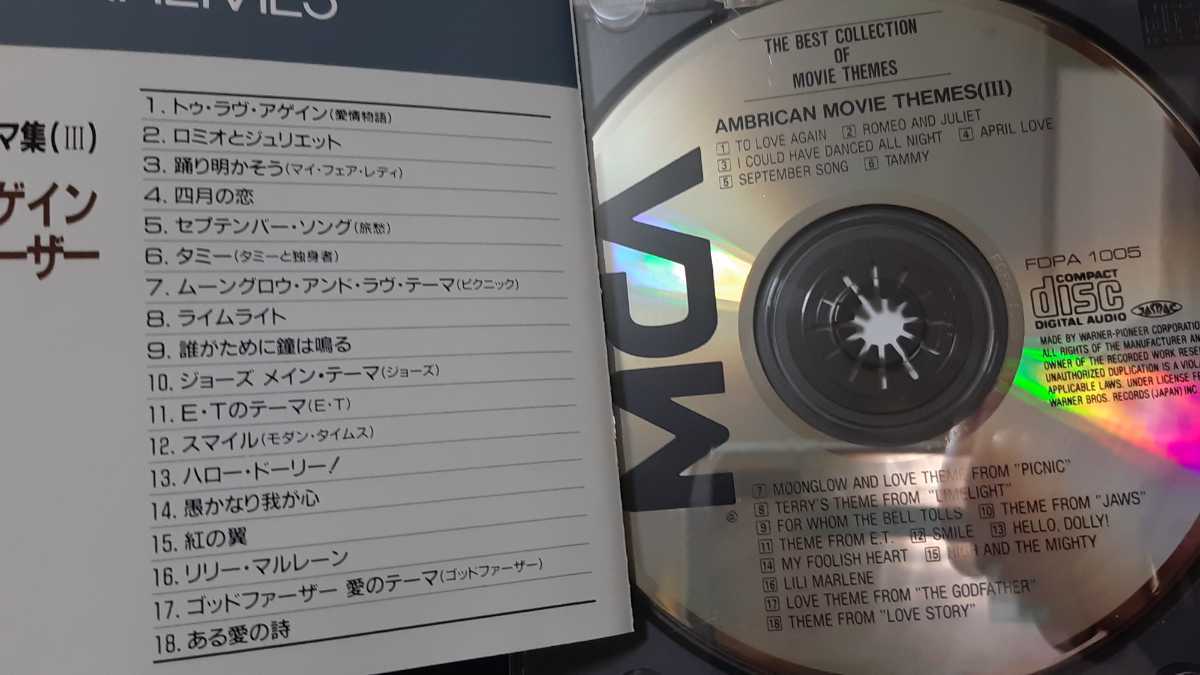 マ集(Ⅲ)
ゲイン
ーザー
1. トゥ・ラヴ・アゲイン(愛情物語)
2. ロミオとジュリエット
3. 踊り明かそう(マイ・フェア・レディ)
4. 四月の恋
5. セプテンバー・ソング(旅愁)
6. タミー(タミーと独身者)
7. ムーングロウ・アンド・ラヴ・テーマ(ピクニック)
8. ライムライト
9. 誰がために鐘は鳴る
10. ジョーズ メイン・テーマ(ジョーズ)
11. E・Tのテーマ(E・T)
12. スマイル(モダン・タイムス)
13. ハロー・ドーリー!
14. 愚かなり我が心
15. 紅の翼
16. リリー・マルレーン
17. ゴッドファーザー 愛のテーマ(ゴッドファーザー)
18. ある愛の詩
THE BEST COLLECTION
OF
MOVIE THEMES
AMBRICAN MOVIE THEMES(III)
1 TO LOVE AGAIN 2 ROMEO AND JULIET
3 I COULD HAVE DANCED ALL NIGHT 4 APRIL LOVE
5 SEPTEMBER SONG 6 TAMMY
FDPA 1005
COMPACT
disc
DIGITAL AUDIO
JASRAC
MADE BY WARNER-PIONEER CORPORATION
ALL RIGHTS OF THE MANUFACTURER AN
OWNER OF THE RECORDED WORK RESE
UNAUTHORIZED DUPLICATION IS A VIOLA
APPLICABLE LAWS. UNDER LICENSE FR
WARNER BROS. RECORDS (JAPAN) INC
7 MOONGLOW AND LOVE THEME FROM "PICNIC"
8 TERRY'S THEME FROM "LIMELIGHT"
9 FOR WHOM THE BELL TOLLS 10 THEME FROM "JAWS"
11 THEME FROM E.T. 12 SMILE 13 HELLO, DOLLY!
14 MY FOOLISH HEART 15 HIGH AND THE MIGHTY
16 LILI MARLENE
17 LOVE THEME FROM "THE GODFATHER"
18 THEME FROM "LOVE STORY"